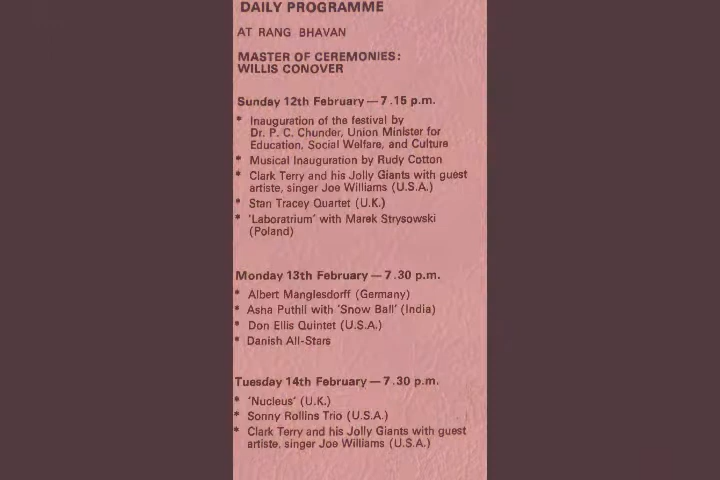 DAILY PROGRAMME
AT RANG BHAVAN
MASTER OF CEREMONIES:
WILLIS CONOVER
Sunday 12th February — 7.15 p.m.
* Inauguration of the festival by
Dr. P. C. Chunder, Union Minister for
Education, Social Welfare, and Culture
* Musical Inauguration by Rudy Cotton
* Clark Terry and his Jolly Giants with guest
artiste, singer Joe Williams (U.S.A.)
* Stan Tracey Quartet (U.K.)
* 'Laboratrium' with Marek Strysowski
(Poland)
Monday 13th February — 7.30 p.m.
* Albert Manglesdorff (Germany)
* Asha Puthli with 'Snow Ball' (India)
* Don Ellis Quintet (U.S.A.)
* Danish All-Stars
Tuesday 14th February — 7.30 p.m.
* 'Nucleus' (U.K.)
* Sonny Rollins Trio (U.S.A.)
* Clark Terry and his Jolly Giants with guest
artiste, singer Joe Williams (U.S.A.)